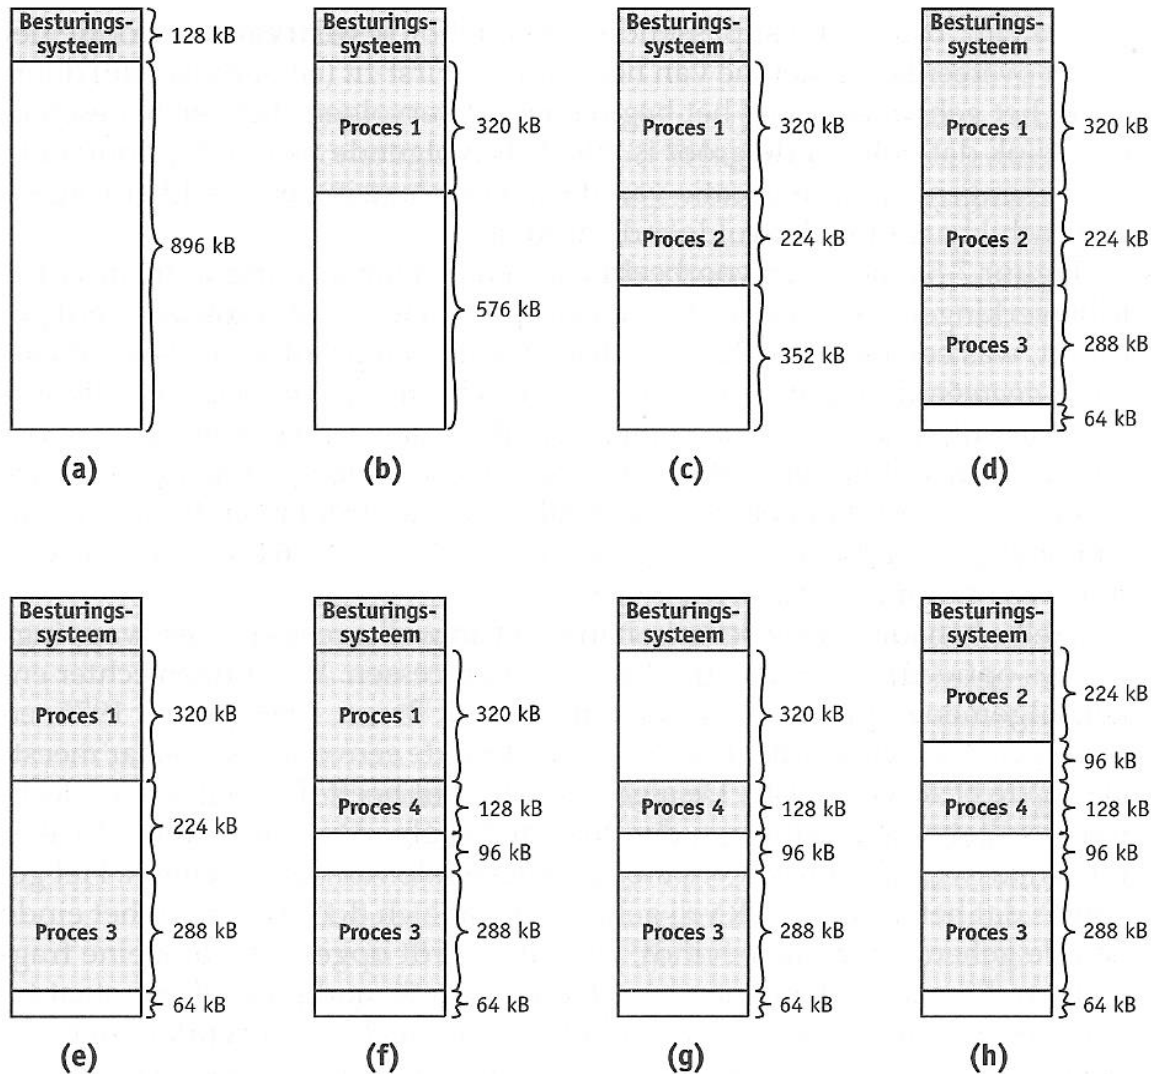 Besturings-
systeem
128 kB
896 kB
(a)
Besturings-
systeem
Proces 1
320 kB
576 kB
(b)
Besturings-
systeem
Proces 1
320 kB
Proces 2
224 kB
352 kB
(c)
Besturings-
systeem
Proces 1
320 kB
Proces 2
224 kB
Proces 3
288 kB
64 kB
(d)
Besturings-
systeem
Proces 1
320 kB
224 kB
Proces 3
288 kB
64 kB
(e)
Besturings-
systeem
Proces 1
320 kB
Proces 4
128 kB
96 kB
Proces 3
288 kB
64 kB
(f)
Besturings-
systeem
320 kB
Proces 4
128 kB
96 kB
Proces 3
288 kB
64 kB
(g)
Besturings-
systeem
Proces 2
224 kB
96 kB
Proces 4
128 kB
96 kB
Proces 3
288 kB
64 kB
(h)